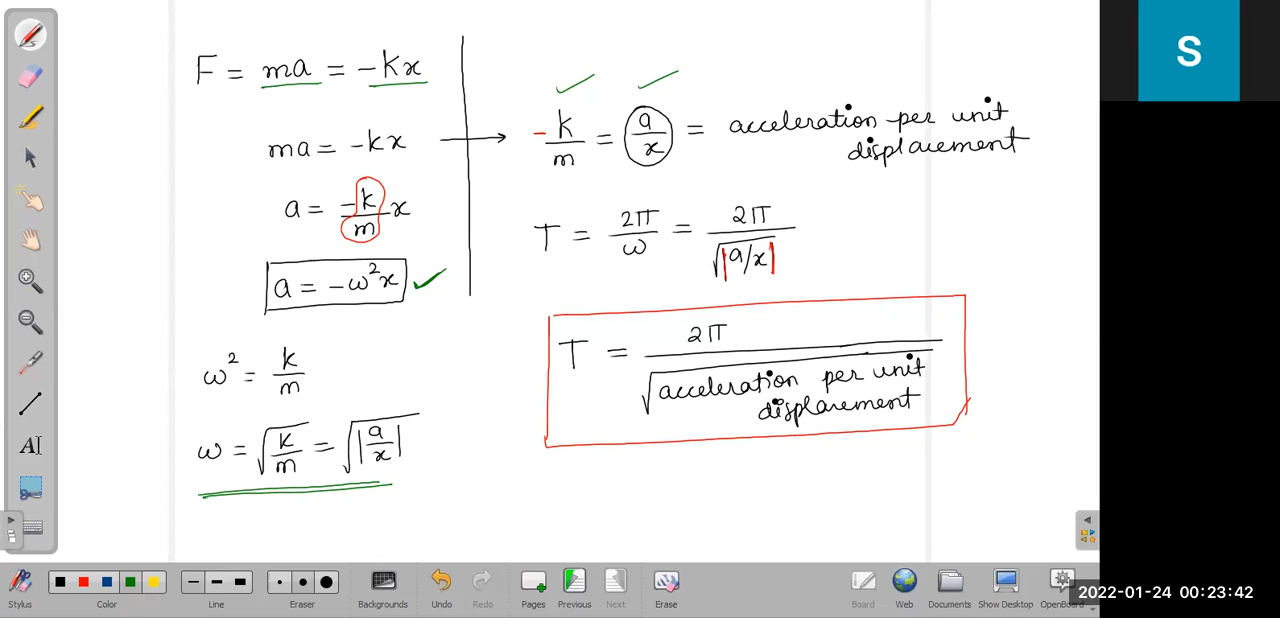 F = ma = -kx
ma = -kx
a = -k/m x
a = -ω²x
ω² = k/m
ω = √(k/m) = √|a/x|
-k/m = a/x = acceleration per unit
displacement
T = 2π/ω = 2π/√|a/x|
T = 2π/√
acceleration per unit
displacement
S
Stylus
Color
Line
Eraser
Backgrounds
Undo
Redo
Pages
Previous
Next
Erase
Board
Web
Documents
Show Desktop
OpenBoard
2022-01-24 00:23:42
AI